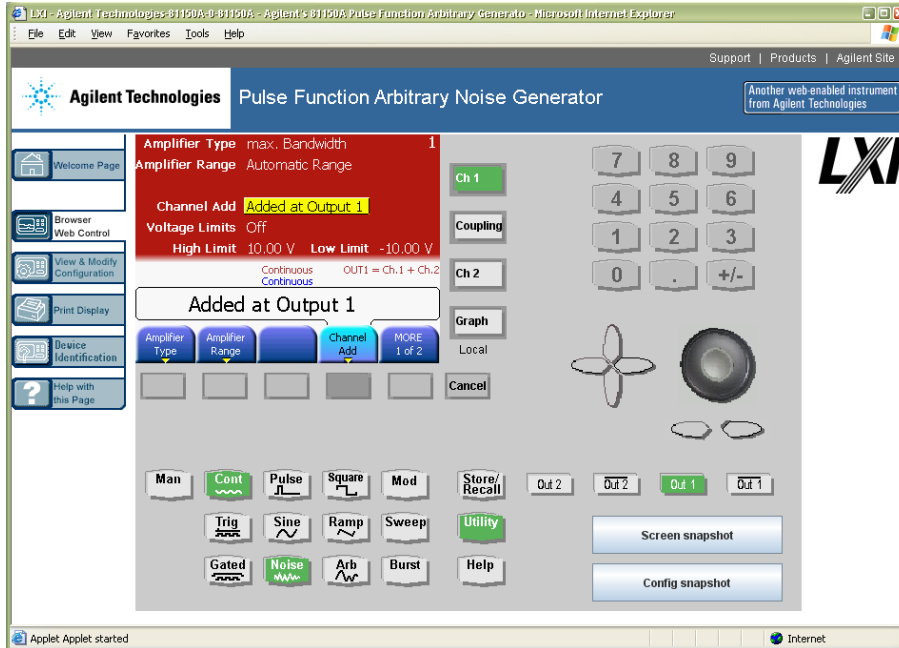 LXI - Agilent Technologies-81150A-0-81150A - Agilent's 81150A Pulse Function Arbitrary Generato - Microsoft Internet Explorer
File Edit View Favorites Tools Help
Support | Products | Agilent Site
Agilent Technologies
Pulse Function Arbitrary Noise Generator
Another web-enabled instrument
from Agilent Technologies
Welcome Page
Browser
Web Control
View & Modify
Configuration
Print Display
Device
Identification
Help with
this Page
Amplifier Type max. Bandwidth 1
Amplifier Range Automatic Range
Channel Add Added at Output 1
Voltage Limits Off
High Limit 10.00 V Low Limit -10.00 V
Continuous OUT1 = Ch.1 + Ch.2
Continuous
Added at Output 1
Amplifier Type
Amplifier Range
Channel Add
MORE 1 of 2
Ch 1
Coupling
Ch 2
Graph
Local
Cancel
7 8 9
4 5 6
1 2 3
0 . +/-
LXI
Man Cont Pulse Square Mod Store/Recall Out 2 Out 2 Out 1 Out 1
Trig Sine Ramp Sweep Utility
Screen snapshot
Gated Noise Arb Burst Help
Config snapshot
Applet Applet started
Internet